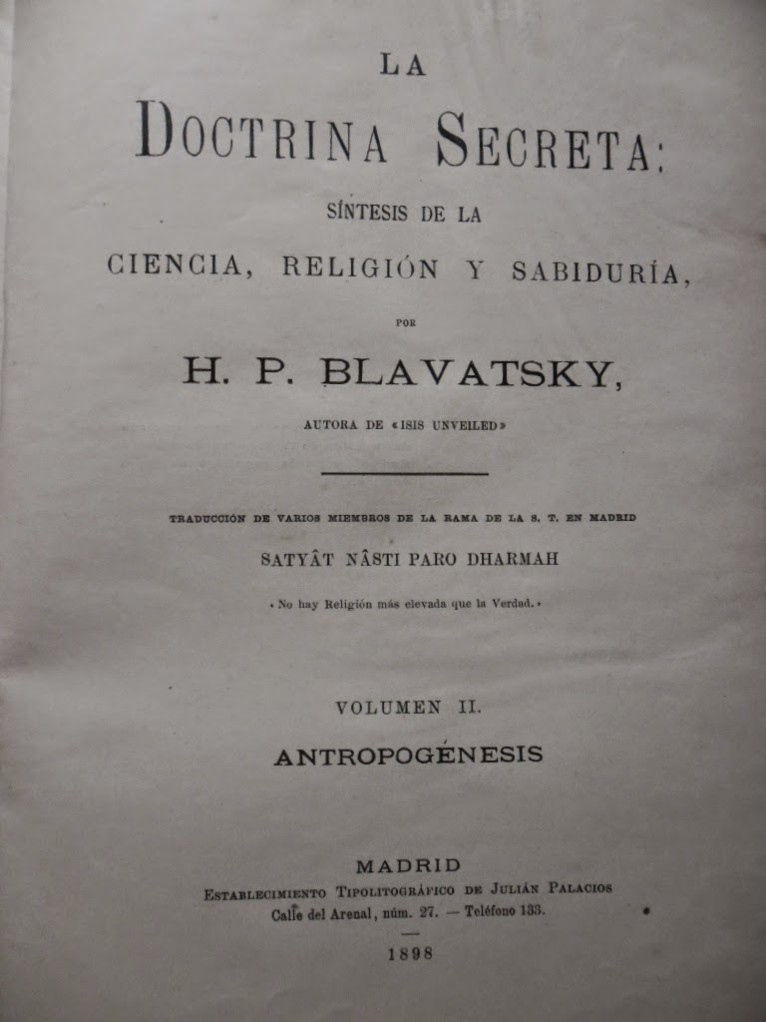 LA
DOCTRINA SECRETA:
SÍNTESIS DE LA
CIENCIA, RELIGIÓN Y SABIDURÍA,
POR
H. P. BLAVATSKY,
AUTORA DE «ISIS UNVEILED»
TRADUCCIÓN DE VARIOS MIEMBROS DE LA RAMA DE LA S. T. EN MADRID
SATYÂT NÂSTI PARO DHARMAH
«No hay Religión más elevada que la Verdad.»
VOLUMEN II.
ANTROPOGÉNESIS
MADRID
ESTABLECIMIENTO TIPOLITOGRÁFICO DE JULIÁN PALACIOS
Calle del Arenal, núm. 27. — Teléfono 133.
1898